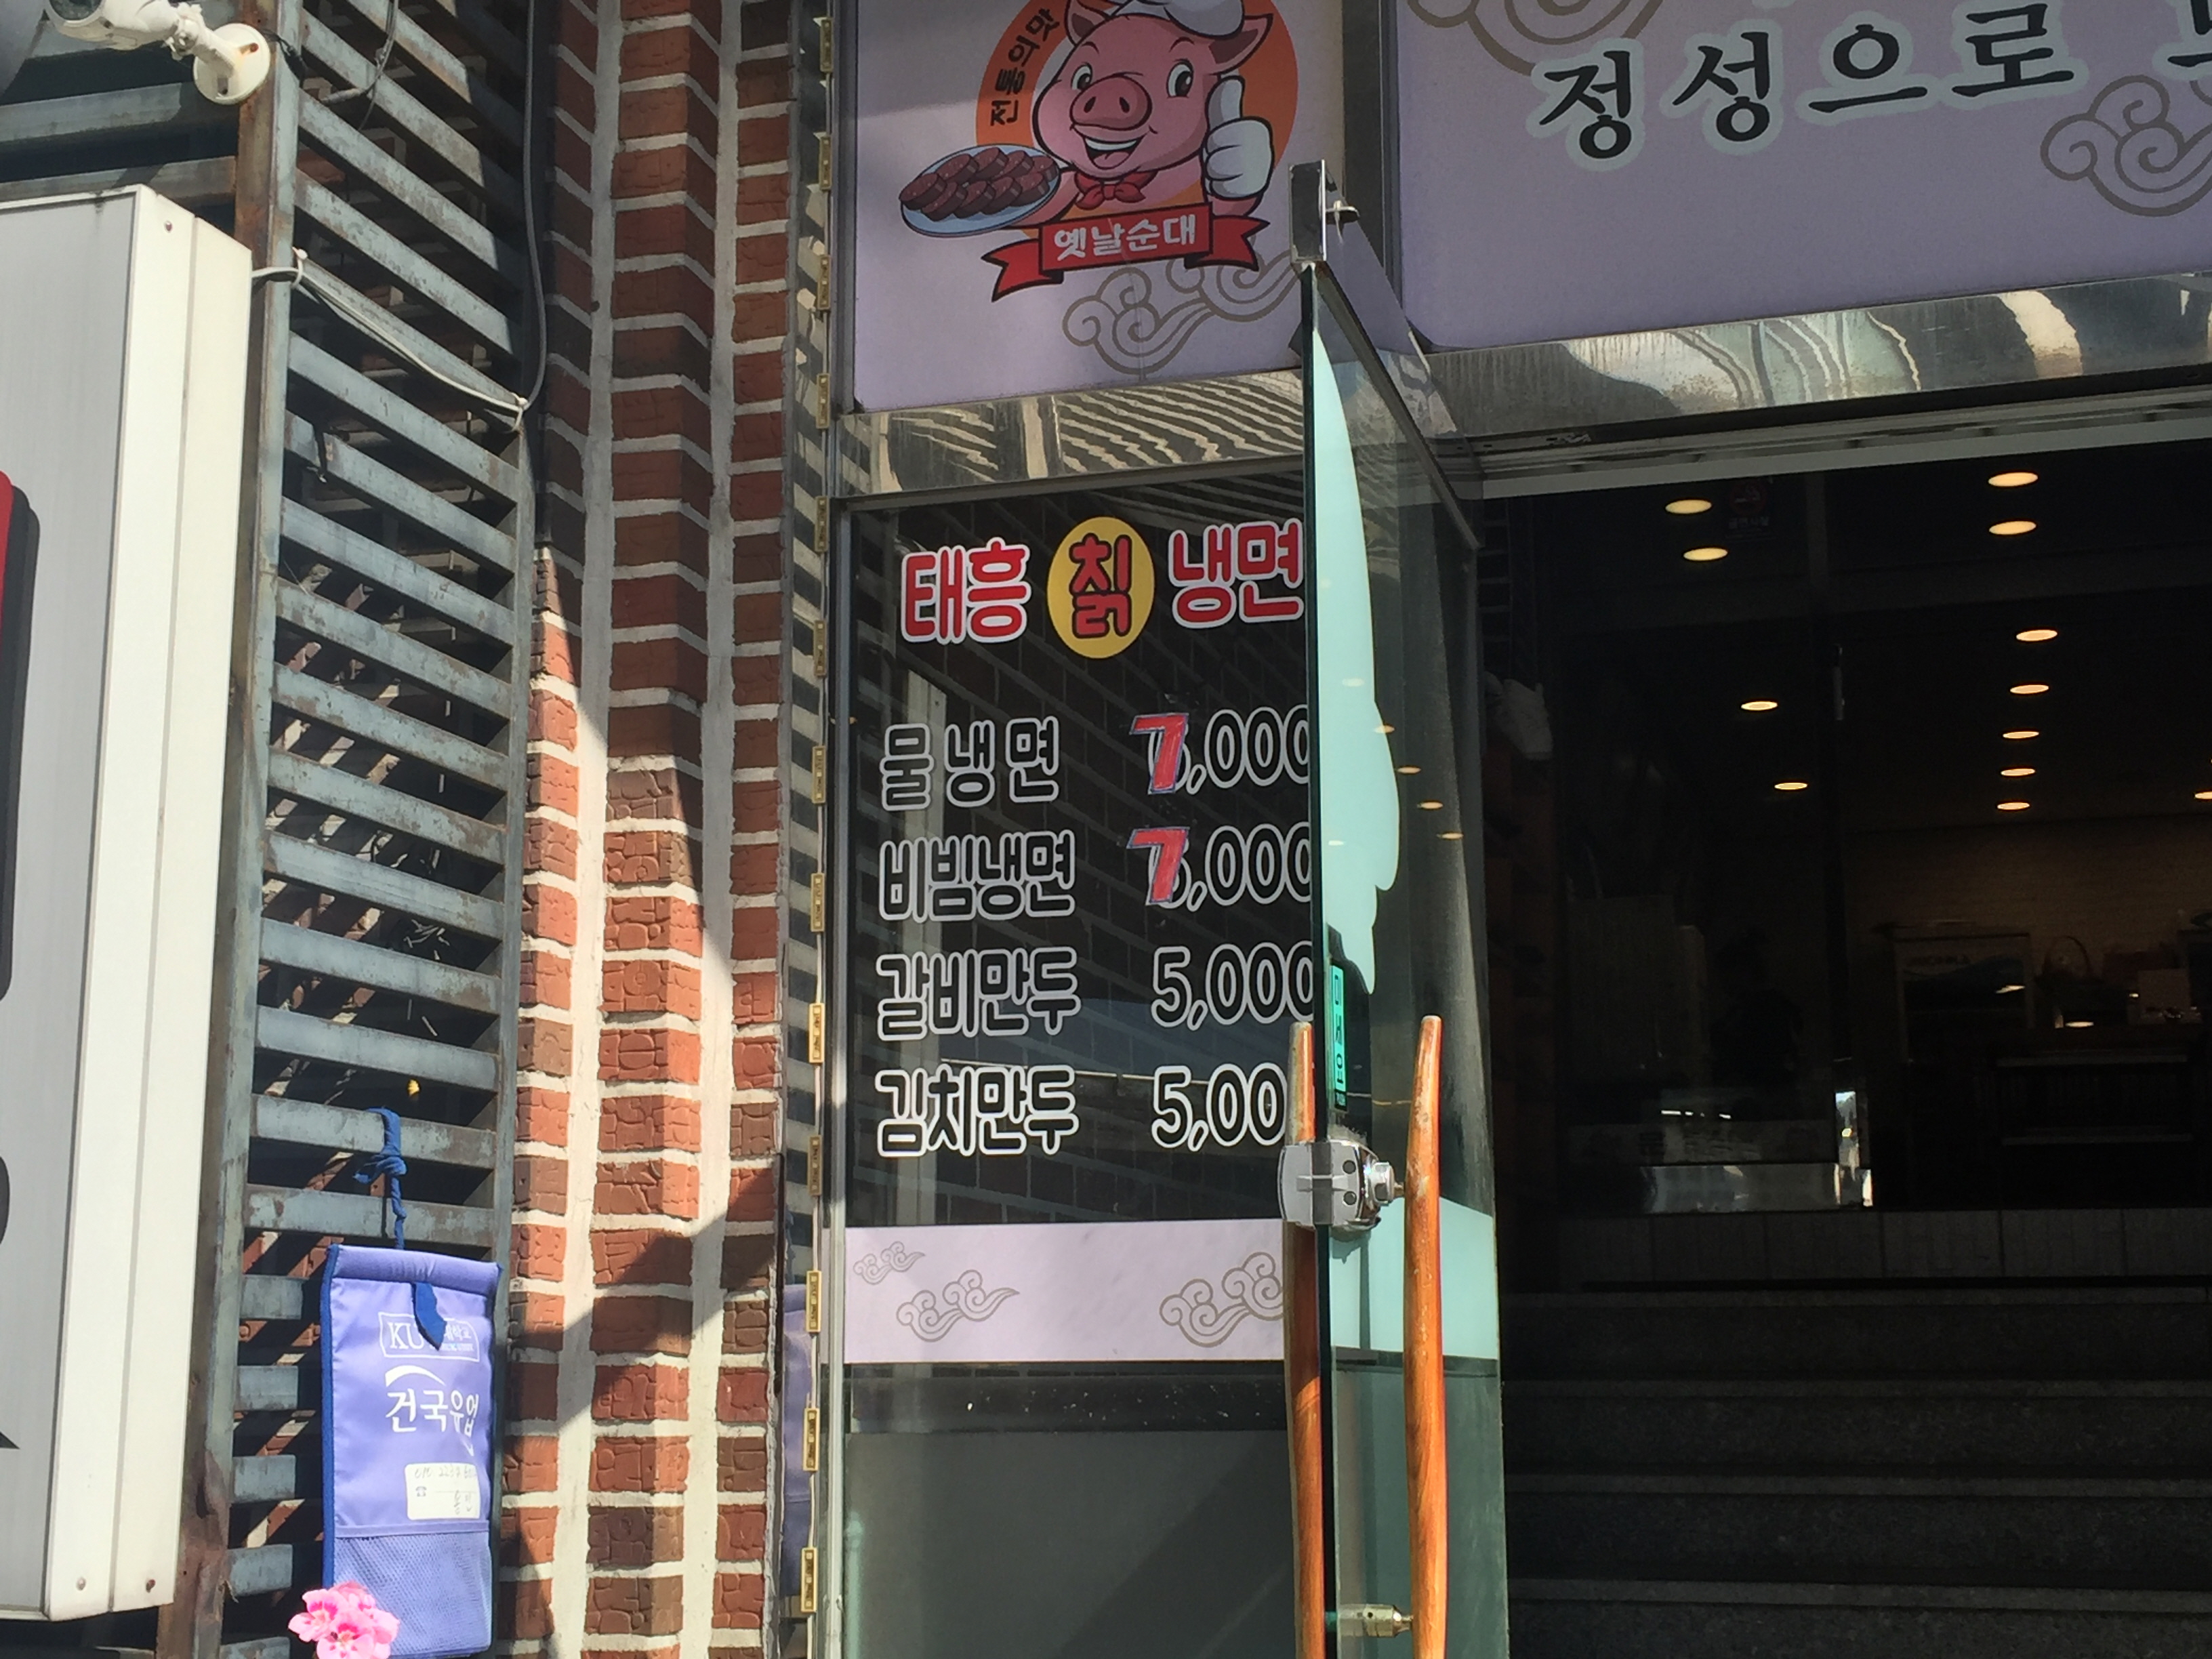 전통의맛
옛날순대
정성으로
태흥 칡 냉면
물냉면 7,000
비빔냉면 7,000
갈비만두 5,000
김치만두 5,00
KU
건국유업